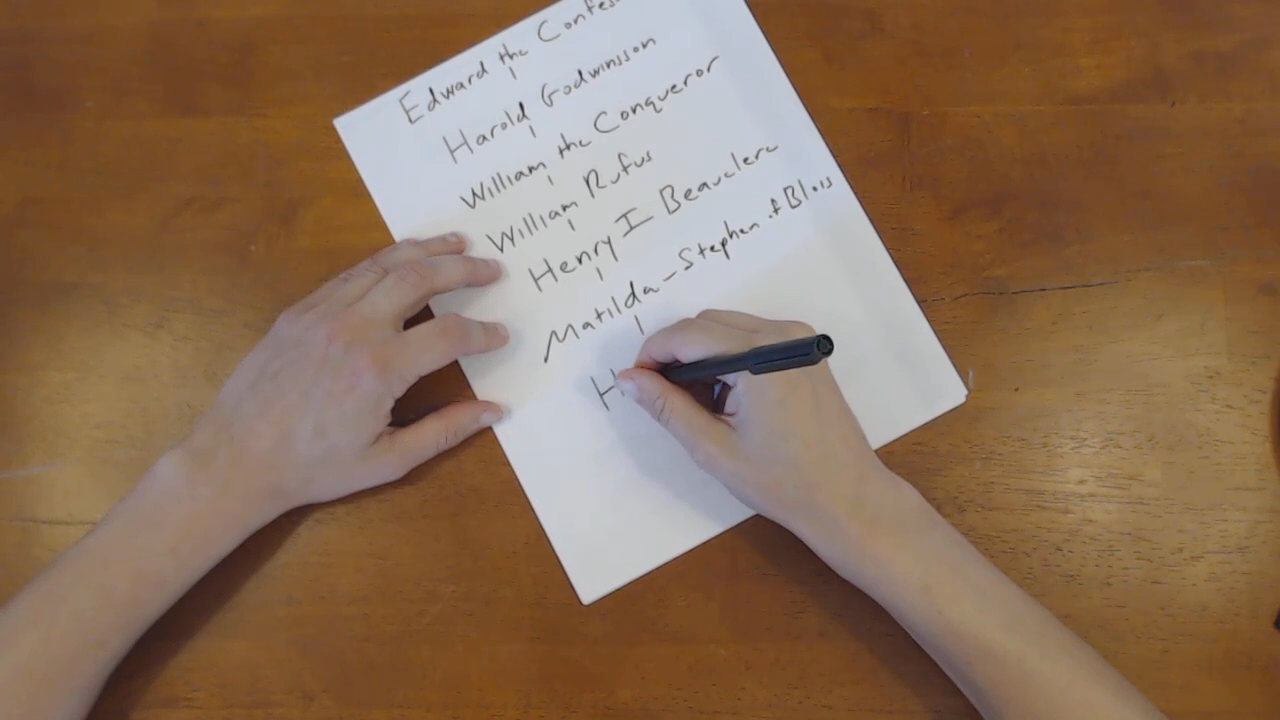 Edward the Confes
Harold Godwinsson
William the Conqueror
William Rufus
Henry I Beauclerc
Matilda - Stephen of Blois
H